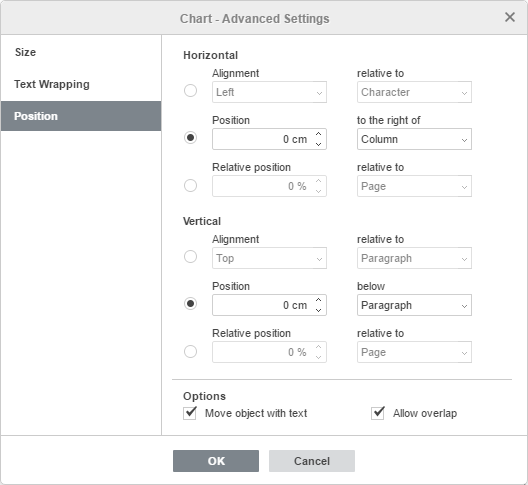 Chart - Advanced Settings
Size
Text Wrapping
Position
Horizontal
Alignment relative to
Left Character
Position to the right of
0 cm Column
Relative position relative to
0 % Page
Vertical
Alignment relative to
Top Paragraph
Position below
0 cm Paragraph
Relative position relative to
0 % Page
Options
Move object with text Allow overlap
OK Cancel